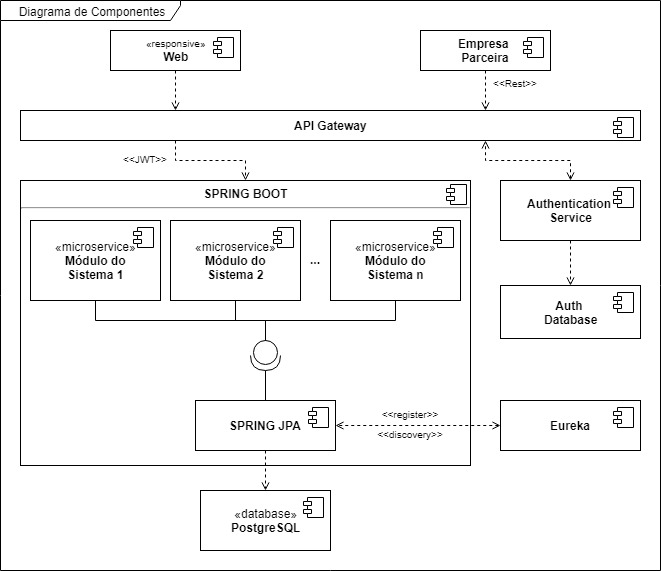 Diagrama de Componentes
«responsive»
Web
Empresa
Parceira
<<Rest>>
API Gateway
<<JWT>>
SPRING BOOT
Authentication
Service
«microservice»
Módulo do
Sistema 1
«microservice»
Módulo do
Sistema 2
...
«microservice»
Módulo do
Sistema n
Auth
Database
SPRING JPA
<<register>>
<<discovery>>
Eureka
«database»
PostgreSQL